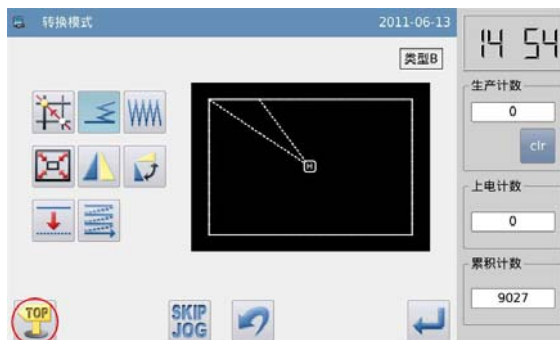 转换模式 2011-06-13
类型B
14 54
生产计数
0
clr
上电计数
0
累积计数
9027
H
TOP
SKIP
JOG